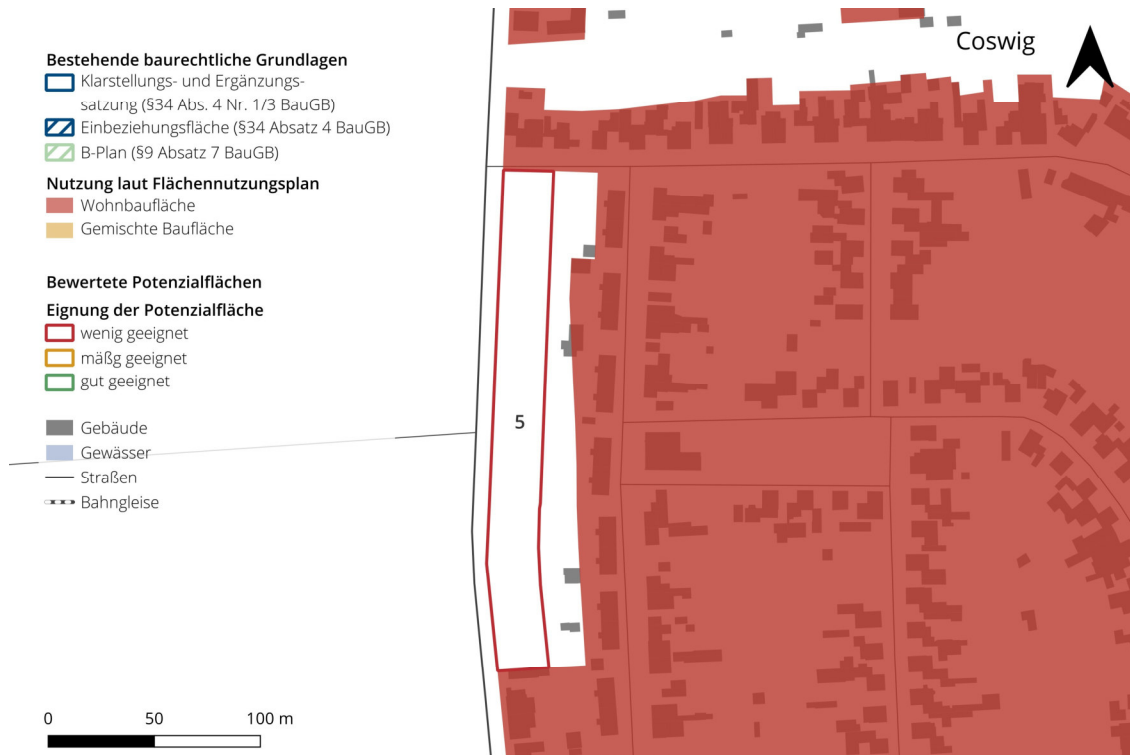 Bestehende baurechtliche Grundlagen
Klarstellungs- und Ergänzungs-
satzung (§34 Abs. 4 Nr. 1/3 BauGB)
Einbeziehungsfläche (§34 Absatz 4 BauGB)
B-Plan (§9 Absatz 7 BauGB)
Nutzung laut Flächennutzungsplan
Wohnbaufläche
Gemischte Baufläche
Bewertete Potenzialflächen
Eignung der Potenzialfläche
wenig geeignet
mäßg geeignet
gut geeignet
Gebäude
Gewässer
Straßen
Bahngleise
0 50 100 m
Coswig
5